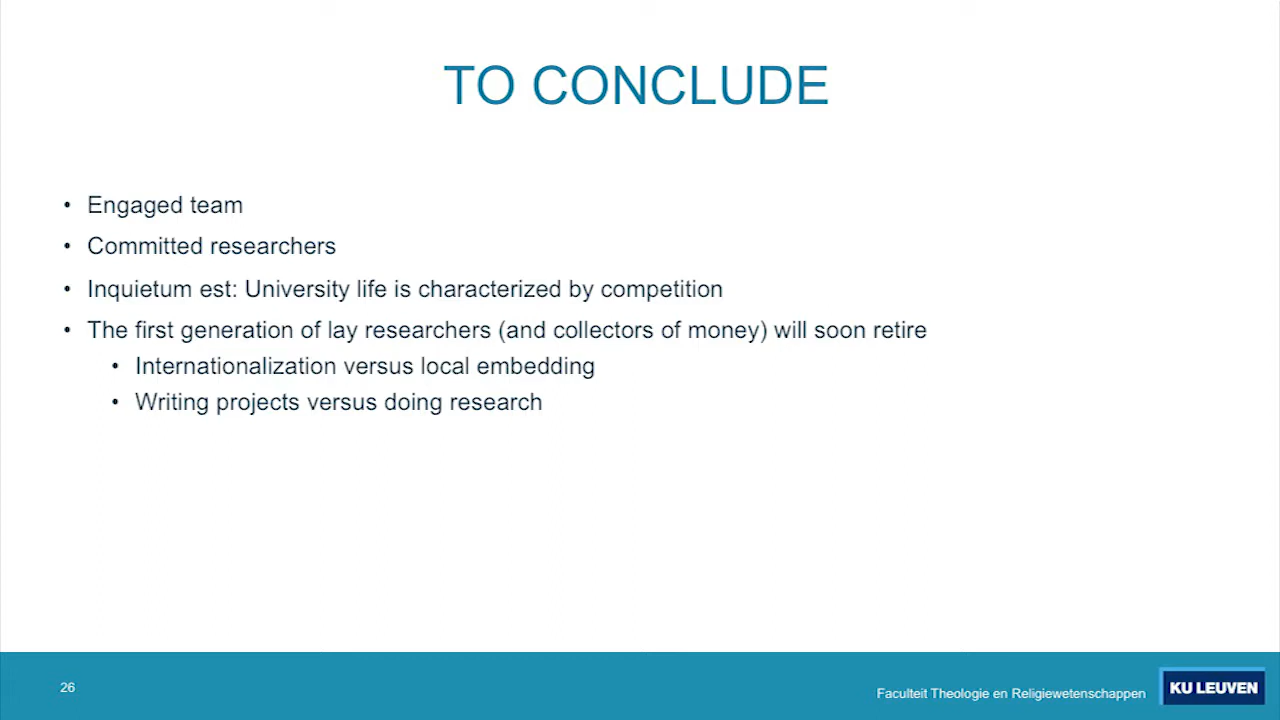 TO CONCLUDE
• Engaged team
• Committed researchers
• Inquietum est: University life is characterized by competition
• The first generation of lay researchers (and collectors of money) will soon retire
• Internationalization versus local embedding
• Writing projects versus doing research
26
Faculteit Theologie en Religiewetenschappen
KU LEUVEN